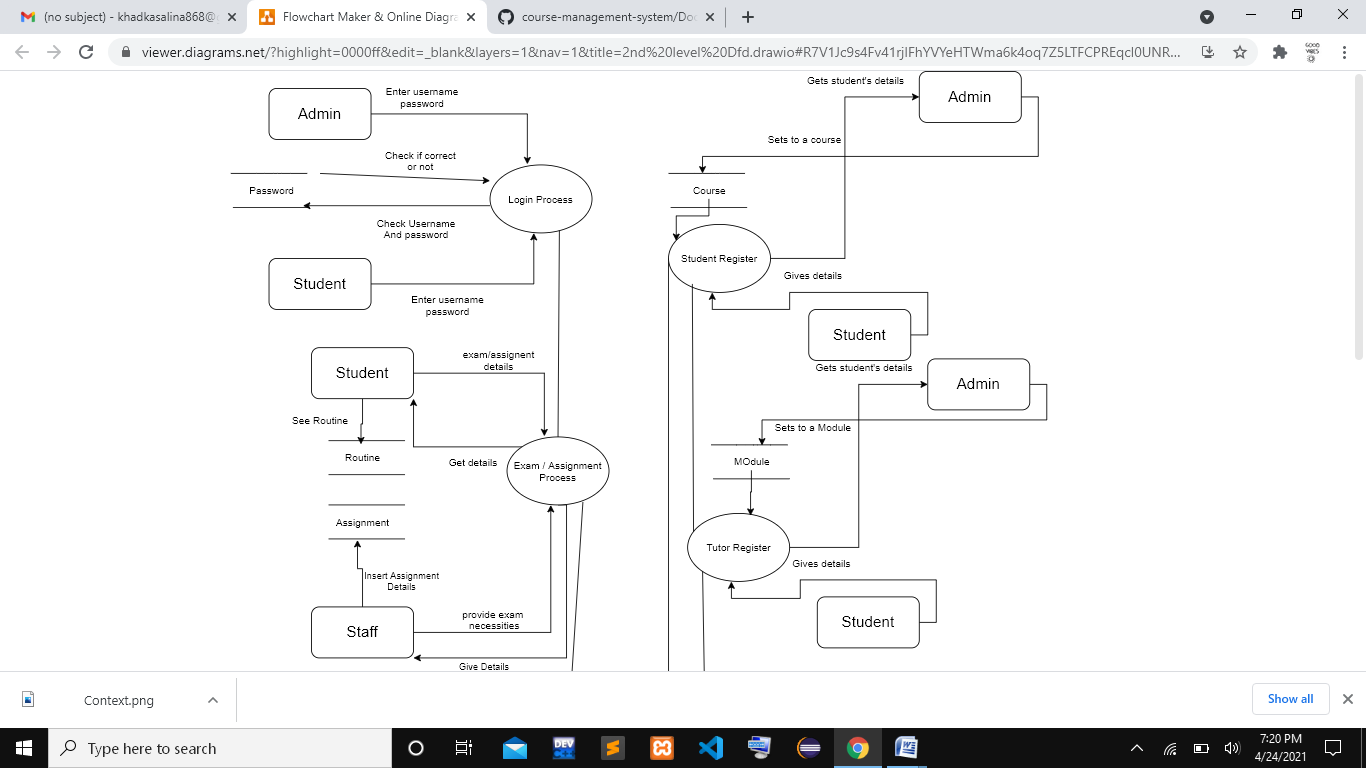 (no subject) - khadkasalina868@
Flowchart Maker & Online Diagra
course-management-system/Doc
viewer.diagrams.net/?highlight=0000ff&edit=_blank&layers=1&nav=1&title=2nd%20level%20Dfd.drawio#R7V1Jc9s4Fv41rjlFhYVYeHTWma6k4oq7Z5LTFCPREqcl0UNR...
Admin
Enter username
password
Check if correct
or not
Password
Login Process
Check Username
And password
Student
Enter username
password
Student
exam/assignent
details
See Routine
Routine
Get details
Exam / Assignment
Process
Assignment
Insert Assignment
Details
Staff
provide exam
necessities
Give Details
Gets student's details
Admin
Sets to a course
Course
Student Register
Gives details
Student
Gets student's details
Admin
Sets to a Module
MOdule
Tutor Register
Gives details
Student
Context.png
Show all
Type here to search
DEV
7:20 PM
4/24/2021